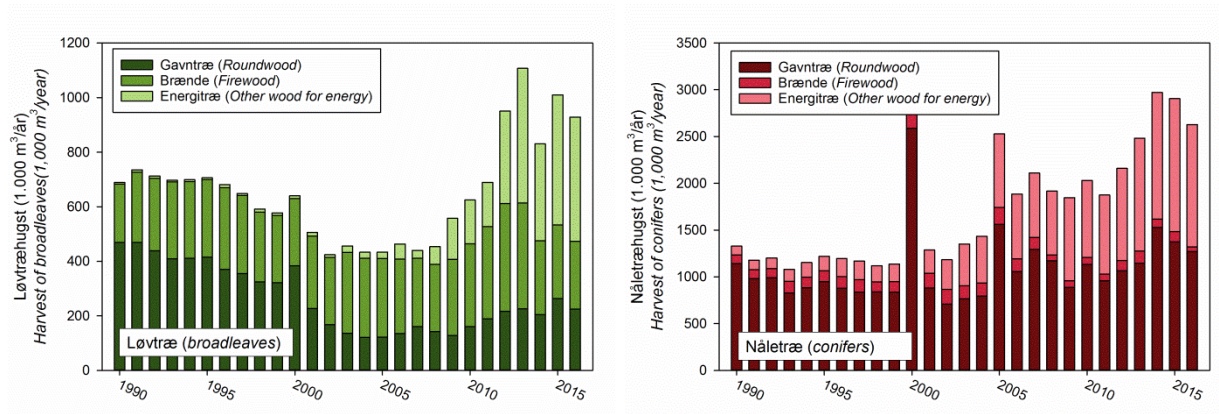 Løvtræhugst (1.000 m³/år)
Harvest of broadleaves(1,000 m³/year)
1200
1000
800
600
400
200
0
Gavntræ (Roundwood)
Brænde (Firewood)
Energitræ (Other wood for energy)
Løvtræ (broadleaves)
1990
1995
2000
2005
2010
2015
Nåletræhugst (1.000 m³/år)
Harvest of conifers (1,000 m³/year)
3500
3000
2500
2000
1500
1000
500
0
Gavntræ (Roundwood)
Brænde (Firewood)
Energitræ (Other wood for energy)
Nåletræ (conifers)
1990
1995
2000
2005
2010
2015